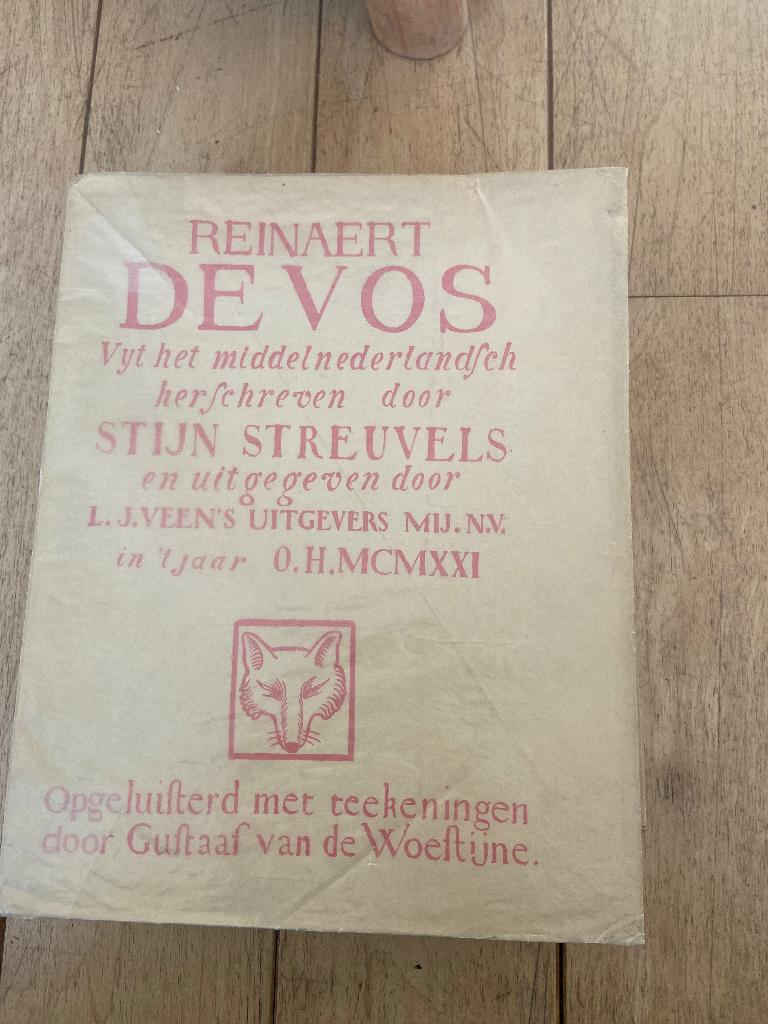 REINAERT
DE VOS
Vyt het middelnederlandſch
herſchreven door
STIJN STREUVELS
en uitgegeven door
L. J. VEEN'S UITGEVERS MIJ. N.V.
in 't jaar O.H. MCMXXI
Opgeluiſterd met teekeningen
door Guſtaaf van de Woeſtijne.